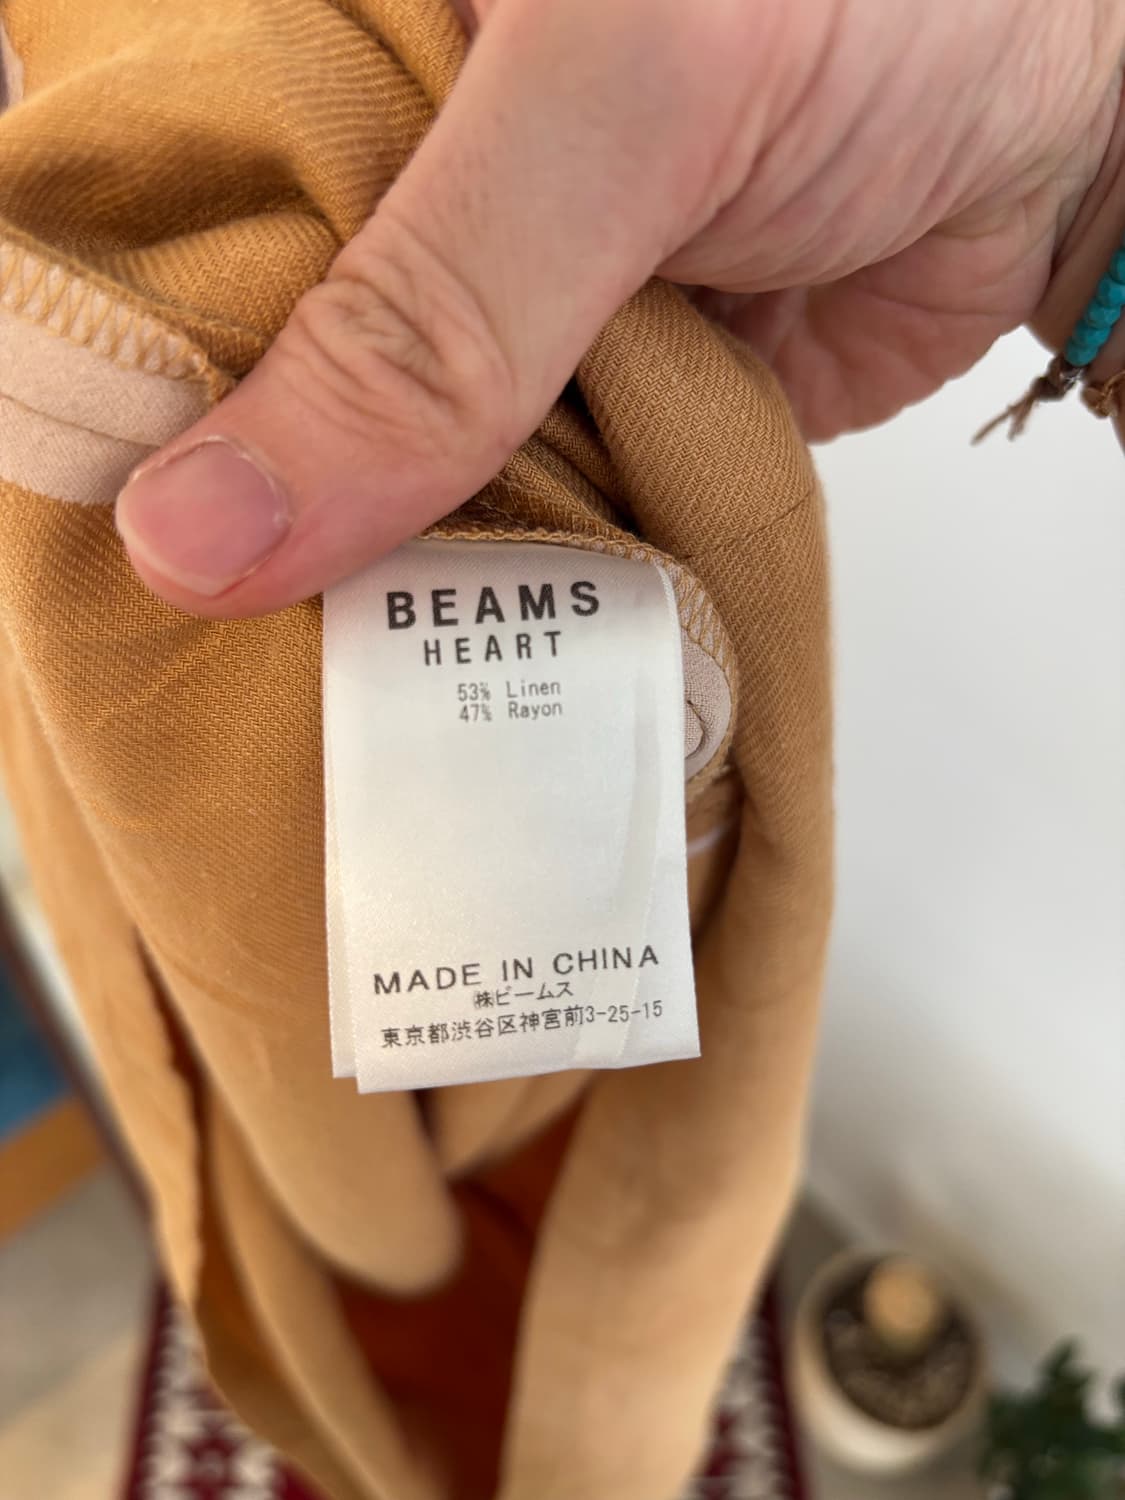 BEAMS
HEART
53% Linen
47% Rayon
MADE IN CHINA
㈱ビームス
東京都渋谷区神宮前3-25-15